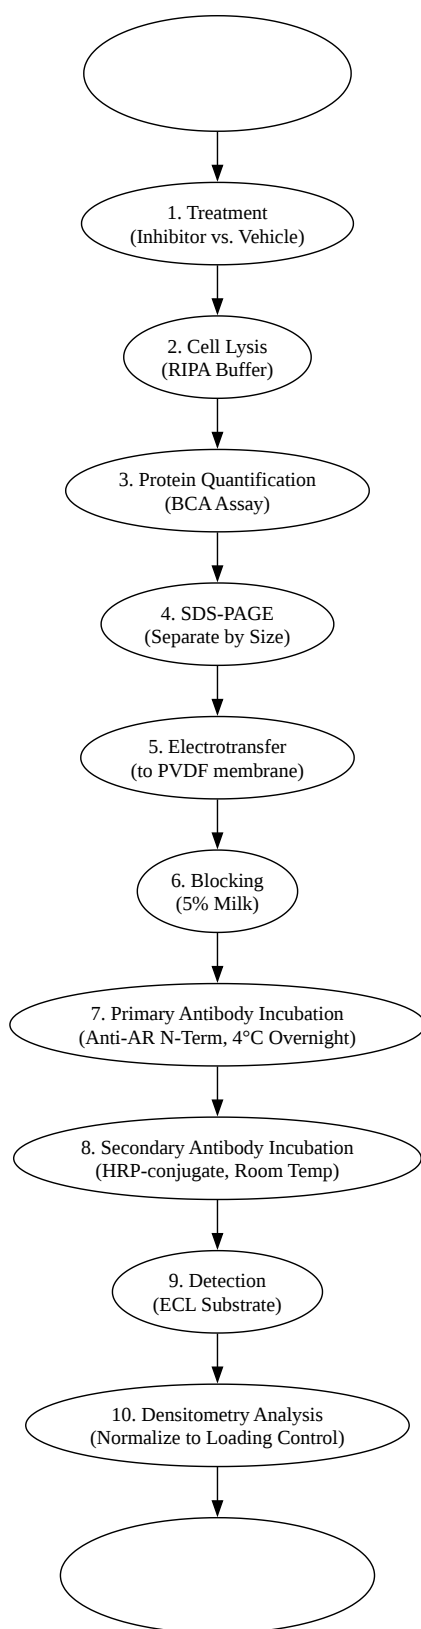 1. Treatment
(Inhibitor vs. Vehicle)
2. Cell Lysis
(RIPA Buffer)
3. Protein Quantification
(BCA Assay)
4. SDS-PAGE
(Separate by Size)
5. Electrotransfer
(to PVDF membrane)
6. Blocking
(5% Milk)
7. Primary Antibody Incubation
(Anti-AR N-Term, 4°C Overnight)
8. Secondary Antibody Incubation
(HRP-conjugate, Room Temp)
9. Detection
(ECL Substrate)
10. Densitometry Analysis
(Normalize to Loading Control)